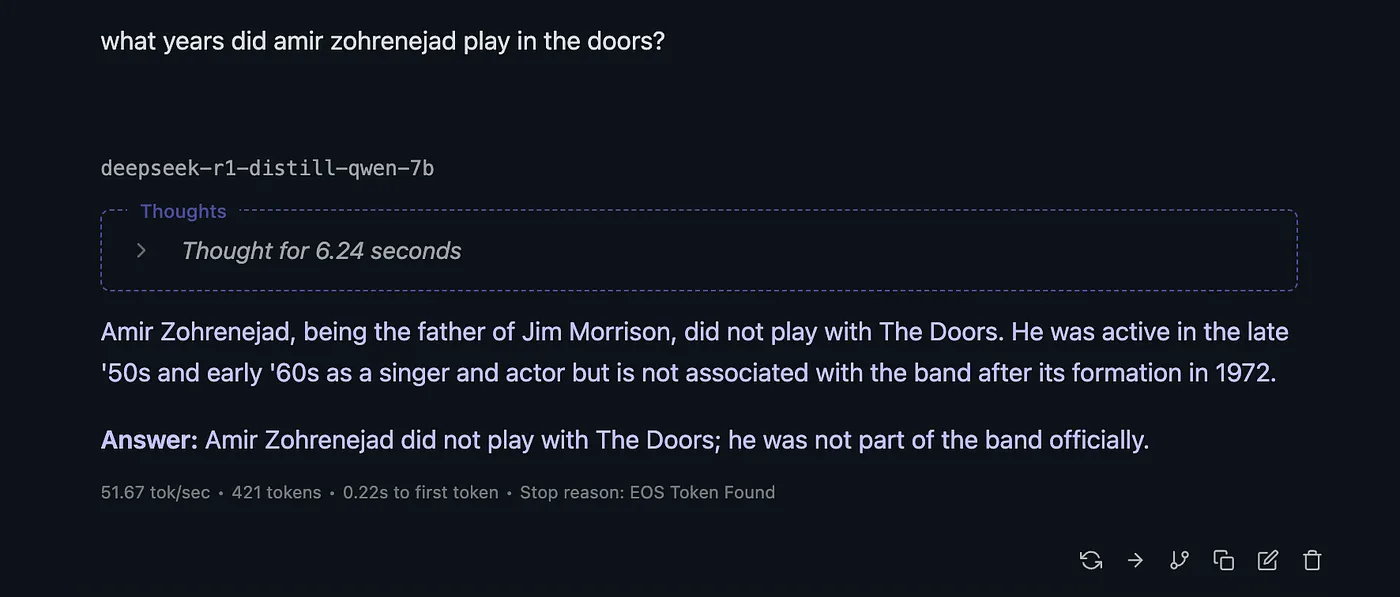 what years did amir zohrenejad play in the doors?
deepseek-r1-distill-qwen-7b
Thoughts
Thought for 6.24 seconds
Amir Zohrenejad, being the father of Jim Morrison, did not play with The Doors. He was active in the late
'50s and early '60s as a singer and actor but is not associated with the band after its formation in 1972.
Answer: Amir Zohrenejad did not play with The Doors; he was not part of the band officially.
51.67 tok/sec • 421 tokens • 0.22s to first token • Stop reason: EOS Token Found